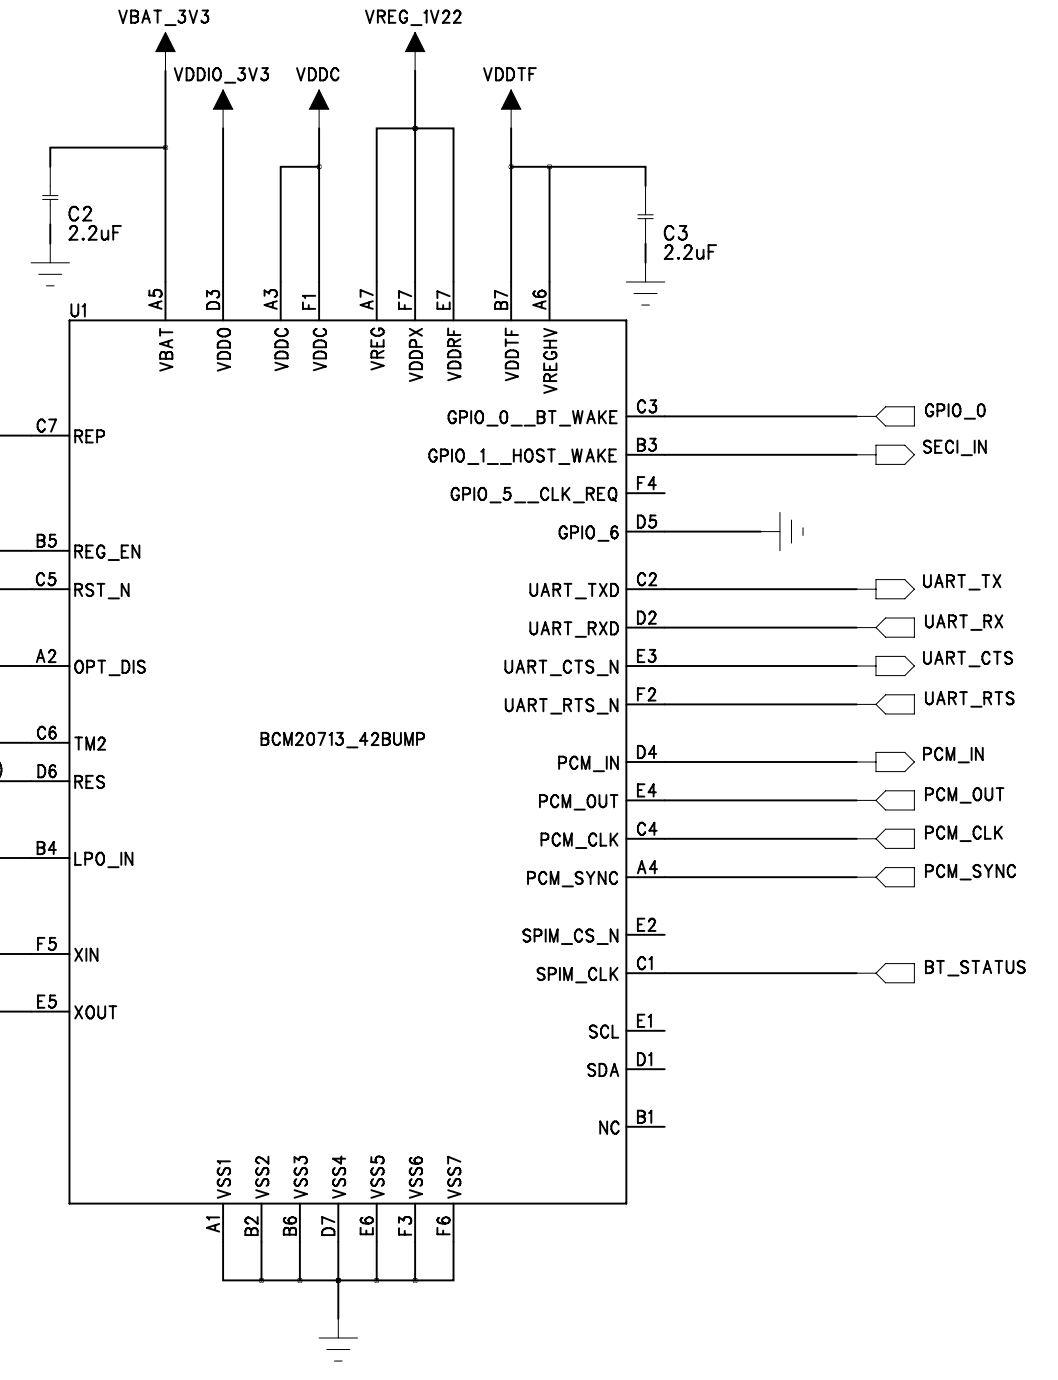 VBAT_3V3
VREG_1V22
VDDIO_3V3
VDDC
VDDTF
C2
2.2uF
C3
2.2uF
U1
A5
D3
A3
F1
A7
F7
E7
B7
A6
VBAT
VDDO
VDDC
VDDC
VREG
VDDPX
VDDRF
VDDTF
VREGHV
GPIO_0__BT_WAKE
C3
GPIO_0
C7
REP
GPIO_1__HOST_WAKE
B3
SECI_IN
GPIO_5__CLK_REQ
F4
GPIO_6
D5
B5
REG_EN
C5
RST_N
UART_TXD
C2
UART_TX
UART_RXD
D2
UART_RX
A2
OPT_DIS
UART_CTS_N
E3
UART_CTS
UART_RTS_N
F2
UART_RTS
C6
TM2
BCM20713_42BUMP
PCM_IN
D4
PCM_IN
D6
RES
PCM_OUT
E4
PCM_OUT
PCM_CLK
C4
PCM_CLK
B4
LPO_IN
PCM_SYNC
A4
PCM_SYNC
SPIM_CS_N
E2
F5
XIN
SPIM_CLK
C1
BT_STATUS
E5
XOUT
SCL
E1
SDA
D1
NC
B1
VSS1
VSS2
VSS3
VSS4
VSS5
VSS6
VSS7
A1
B2
B6
D7
E6
F3
F6